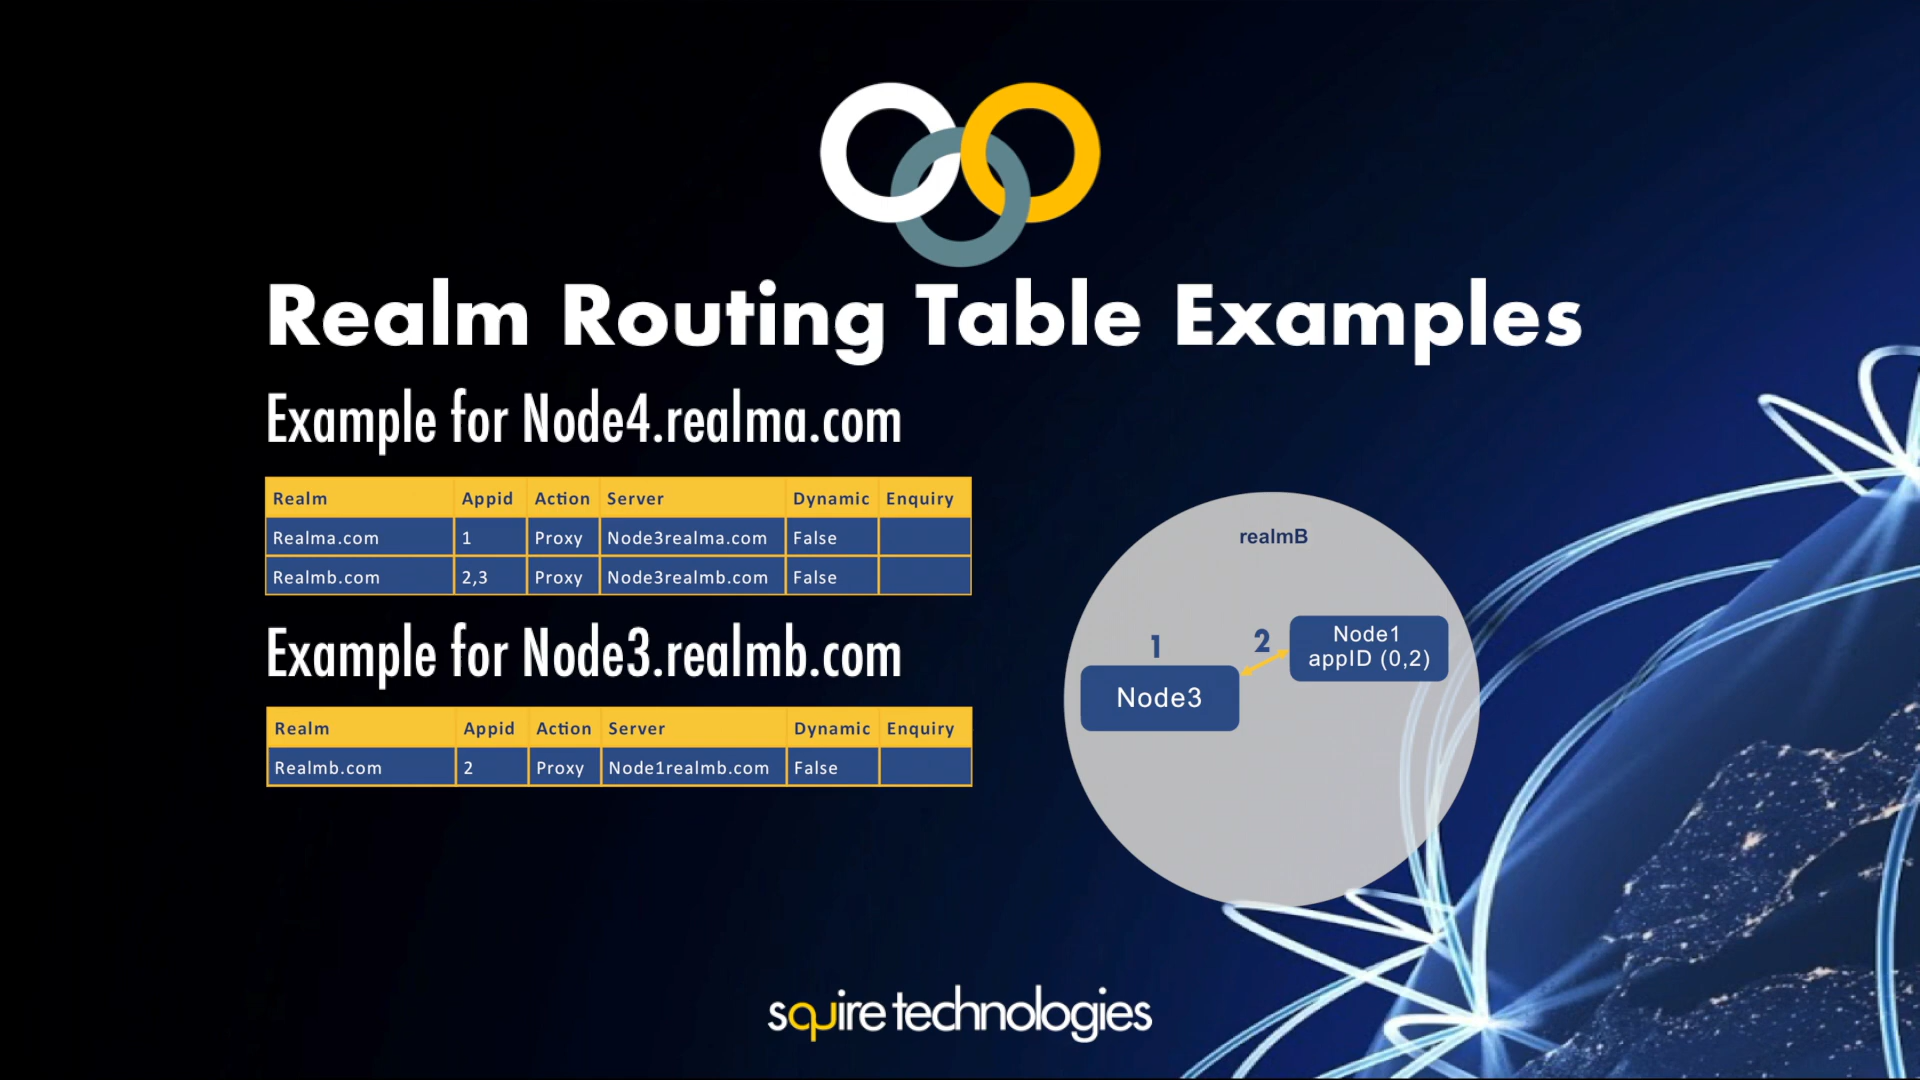 Realm Routing Table Examples
Example for Node4.realma.com
Realm Appid Action Server Dynamic Enquiry
Realma.com 1 Proxy Node3realma.com False
Realmb.com 2,3 Proxy Node3realmb.com False
Example for Node3.realmb.com
Realm Appid Action Server Dynamic Enquiry
Realmb.com 2 Proxy Node1realmb.com False
realmB
1
2
Node1
appID (0,2)
Node3
squire technologies